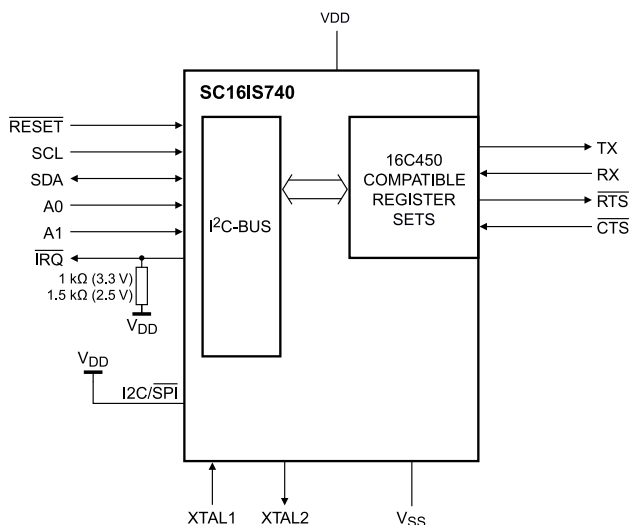 VDD
SC16IS740
RESET
SCL
SDA
A0
A1
IRQ
1 kΩ (3.3 V)
1.5 kΩ (2.5 V)
VDD
VDD
I2C/SPI
I²C-BUS
16C450
COMPATIBLE
REGISTER
SETS
TX
RX
RTS
CTS
XTAL1
XTAL2
VSS